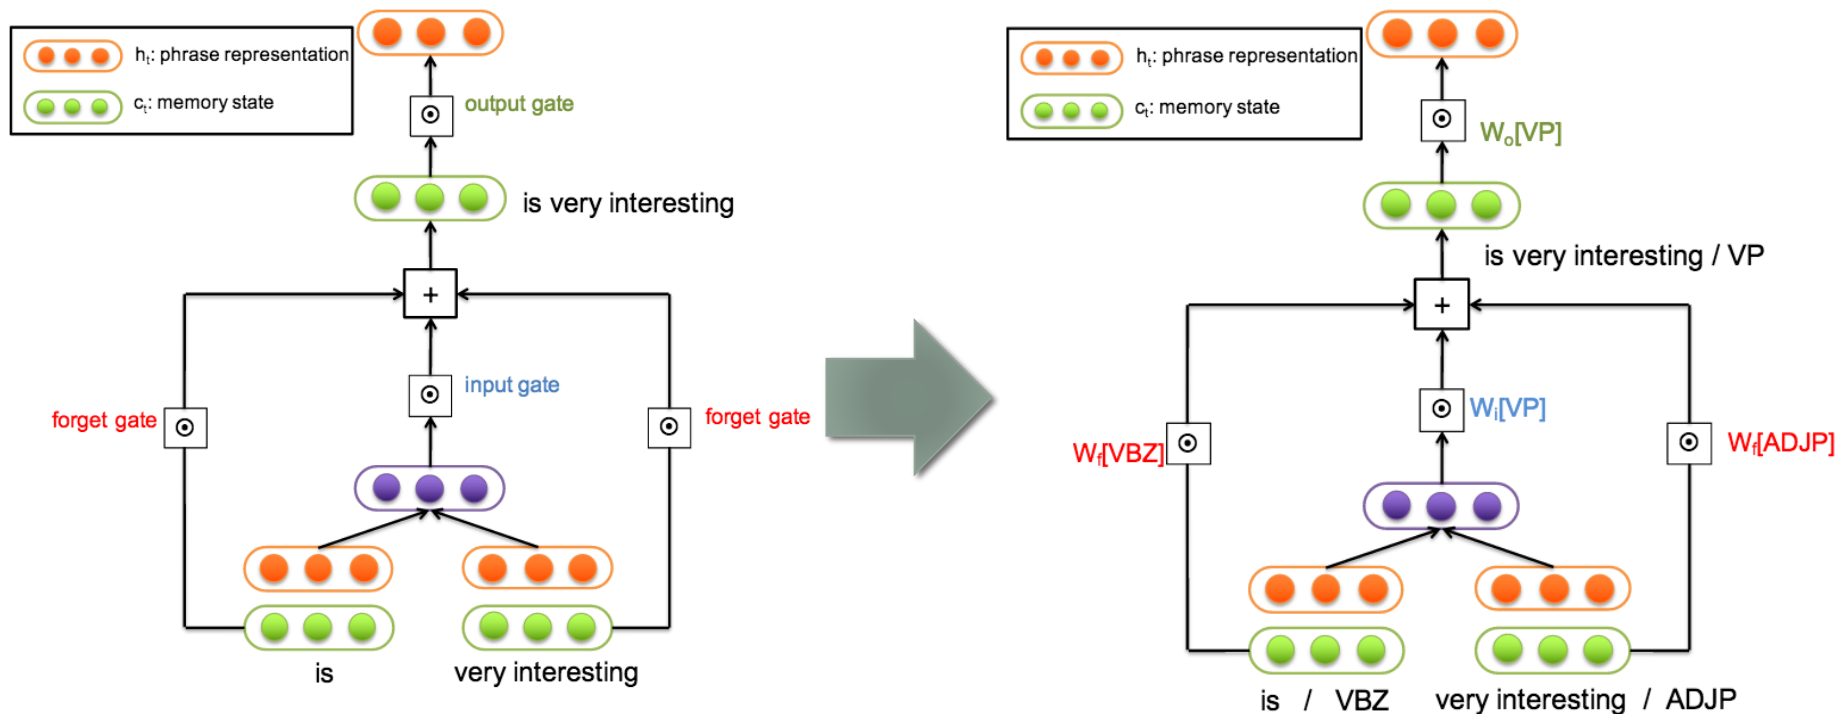 hₜ: phrase representation
cₜ: memory state
output gate
is very interesting
+
input gate
forget gate
forget gate
is
very interesting
hₜ: phrase representation
cₜ: memory state
Wₒ[VP]
is very interesting / VP
+
Wᵢ[VP]
W_f[VBZ]
W_f[ADJP]
is / VBZ
very interesting / ADJP